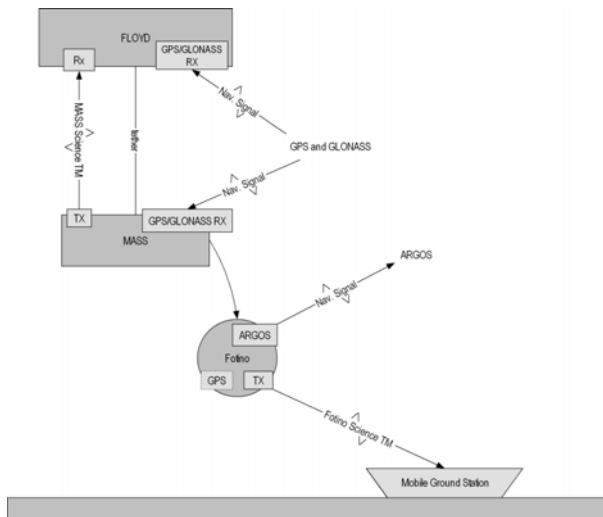 FLOYD
Rx
GPS/GLONASS
RX
Nav. Signal
MASS Science TM
tether
GPS and GLONASS
Nav. Signal
TX
GPS/GLONASS RX
MASS
ARGOS
Nav. Signal
ARGOS
Fotino
GPS
TX
Fotino Science TM
Mobile Ground Station